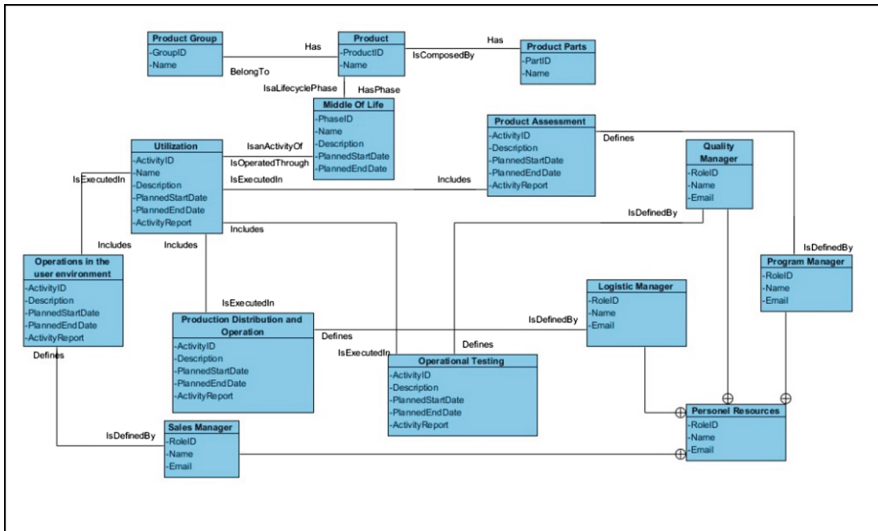 Product Group
-GroupID
-Name
Has
BelongTo
Product
-ProductID
-Name
Has
IsComposedBy
Product Parts
-PartID
-Name
IsaLifecyclePhase
HasPhase
Middle Of Life
-PhaseID
-Name
-Description
-PlannedStartDate
-PlannedEndDate
Utilization
-ActivityID
-Name
-Description
-PlannedStartDate
-PlannedEndDate
-ActivityReport
IsanActivityOf
IsOperatedThrough
IsExecutedIn
Includes
Product Assessment
-ActivityID
-Description
-PlannedStartDate
-PlannedEndDate
-ActivityReport
Defines
Quality
Manager
-RoleID
-Name
-Email
IsExecutedIn
Includes
Includes
Includes
IsDefinedBy
IsDefinedBy
Operations in the
user environment
-ActivityID
-Description
-PlannedStartDate
-PlannedEndDate
-ActivityReport
Defines
IsExecutedIn
Production Distribution and
Operation
-ActivityID
-Description
-PlannedStartDate
-PlannedEndDate
-ActivityReport
Defines
IsDefinedBy
Logistic Manager
-RoleID
-Name
-Email
Program Manager
-RoleID
-Name
-Email
IsExecutedIn
Defines
Operational Testing
-ActivityID
-Description
-PlannedStartDate
-PlannedEndDate
-ActivityReport
IsDefinedBy
Sales Manager
-RoleID
-Name
-Email
Personel Resources
-RoleID
-Name
-Email